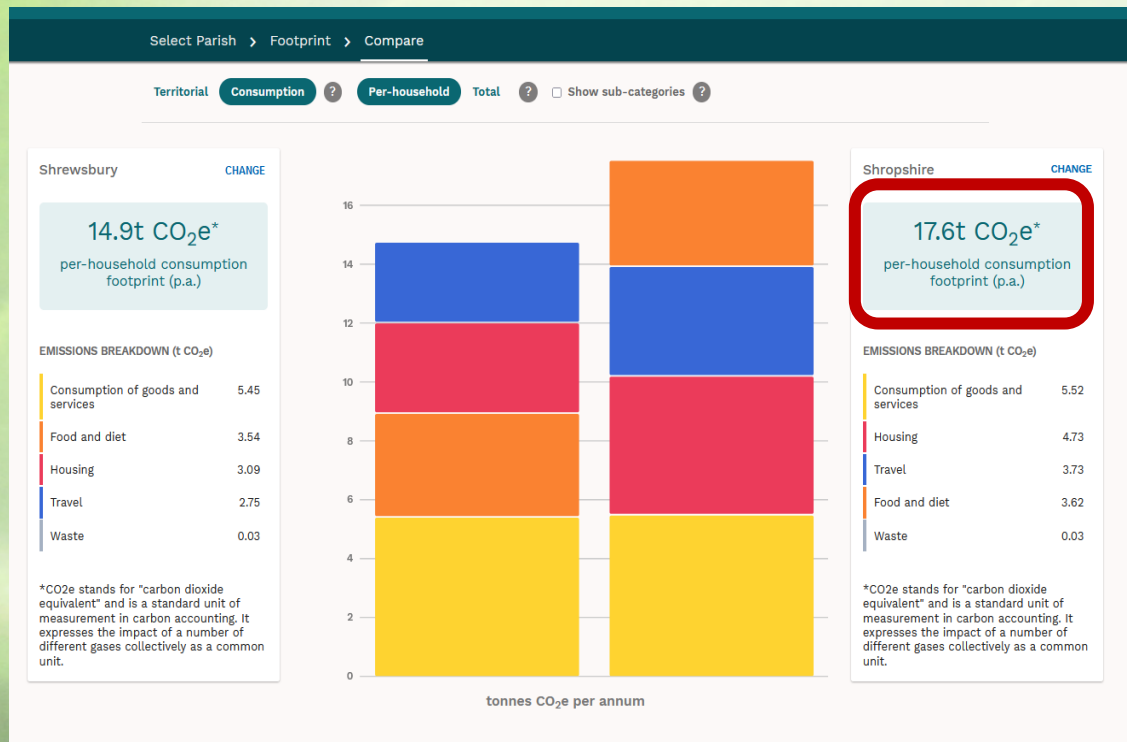 Select Parish > Footprint > Compare
Territorial Consumption ? Per-household Total ? Show sub-categories ?
Shrewsbury CHANGE
14.9t CO₂e*
per-household consumption
footprint (p.a.)
EMISSIONS BREAKDOWN (t CO₂e)
Consumption of goods and 5.45
services
Food and diet 3.54
Housing 3.09
Travel 2.75
Waste 0.03
*CO2e stands for "carbon dioxide
equivalent" and is a standard unit of
measurement in carbon accounting. It
expresses the impact of a number of
different gases collectively as a common
unit.
16
14
12
10
8
6
4
2
0
tonnes CO₂e per annum
Shropshire CHANGE
17.6t CO₂e*
per-household consumption
footprint (p.a.)
EMISSIONS BREAKDOWN (t CO₂e)
Consumption of goods and 5.52
services
Housing 4.73
Travel 3.73
Food and diet 3.62
Waste 0.03
*CO2e stands for "carbon dioxide
equivalent" and is a standard unit of
measurement in carbon accounting. It
expresses the impact of a number of
different gases collectively as a common
unit.